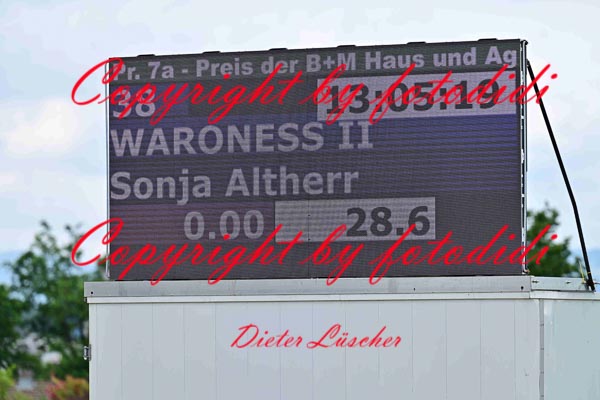 Pr. 7a - Preis der B+M Haus und Ag
Copyright by fotodidi
38
WARONESS II
Sonja Altherr
0.00 28.6
Copyright by fotodidi
Dieter Lüscher